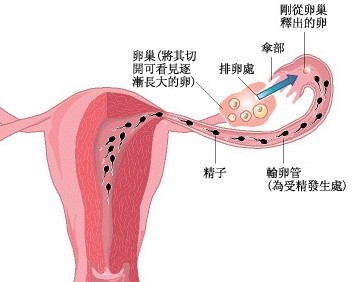 剛從卵巢
釋出的卵
傘部
卵巢(將其切
開可看見逐
漸長大的卵)
排卵處
精子
輸卵管
(為受精發生處)